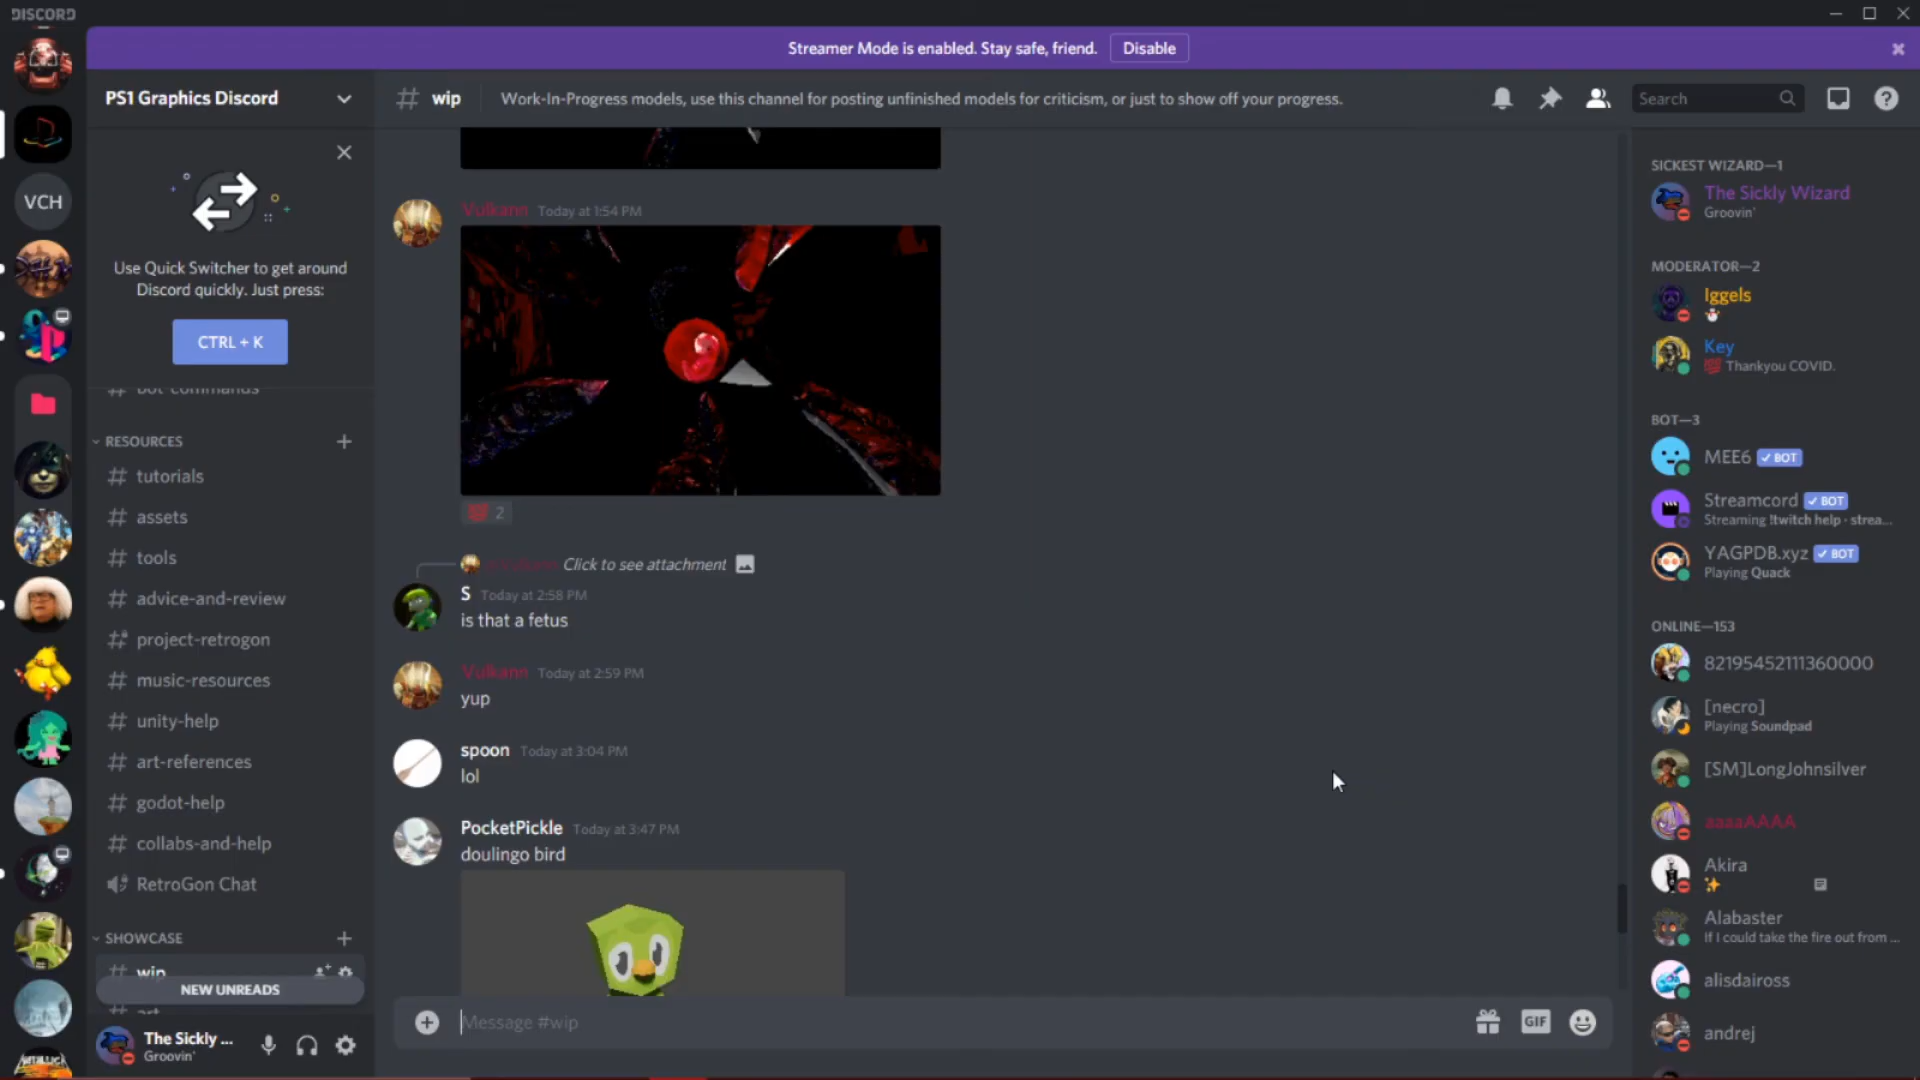 DISCORD
Streamer Mode is enabled. Stay safe, friend.
Disable
PS1 Graphics Discord
wip
Work-In-Progress models, use this channel for posting unfinished models for criticism, or just to show off your progress.
Search
VCH
Use Quick Switcher to get around
Discord quickly. Just press:
CTRL + K
bot-commands
RESOURCES
tutorials
assets
tools
advice-and-review
project-retrogon
music-resources
unity-help
art-references
godot-help
collabs-and-help
RetroGon Chat
SHOWCASE
wip
NEW UNREADS
art
The Sickly ...
Groovin'
Vulkann Today at 1:54 PM
2
Click to see attachment
S Today at 2:58 PM
is that a fetus
Vulkann Today at 2:59 PM
yup
spoon Today at 3:04 PM
lol
PocketPickle Today at 3:47 PM
doulingo bird
Message #wip
GIF
SICKEST WIZARD—1
The Sickly Wizard
Groovin'
MODERATOR—2
Iggels
Key
Thankyou COVID.
BOT—3
MEE6 BOT
Streamcord BOT
Streaming !twitch help · strea...
YAGPDB.xyz BOT
Playing Quack
ONLINE—153
82195452111360000
[necro]
Playing Soundpad
[SM]LongJohnsilver
aaaaAAAA
Akira
Alabaster
If I could take the fire out from ...
alisdaiross
andrej